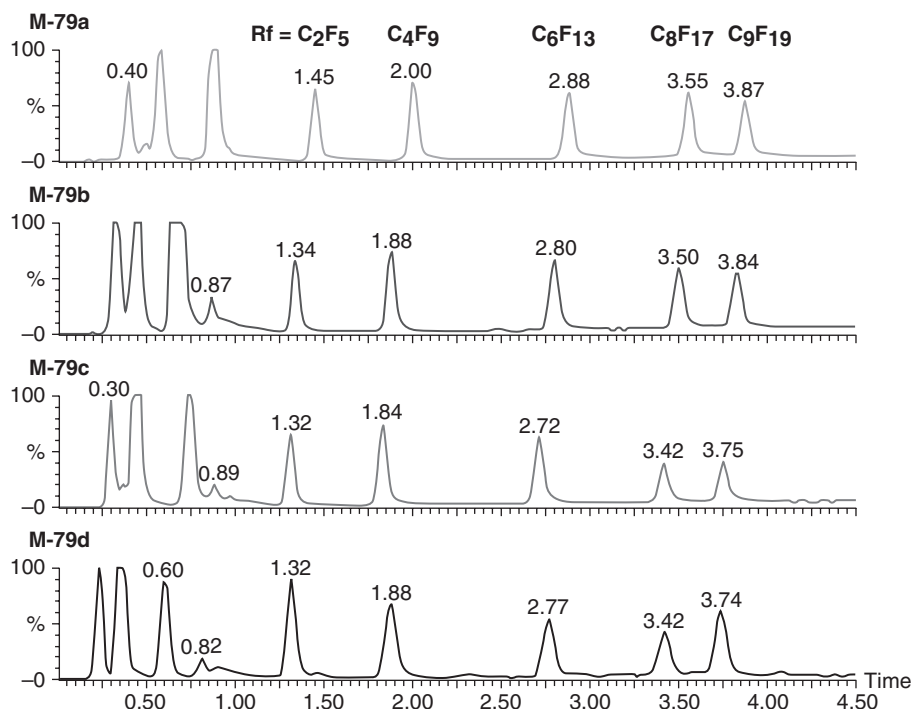 M-79a
Rf = C₂F₅ C₄F₉ C₆F₁₃ C₈F₁₇ C₉F₁₉
100
%
–0
0.40 1.45 2.00 2.88 3.55 3.87
M-79b
100
%
–0
0.87 1.34 1.88 2.80 3.50 3.84
M-79c
100
%
–0
0.30 0.89 1.32 1.84 2.72 3.42 3.75
M-79d
100
%
–0
0.60 0.82 1.32 1.88 2.77 3.42 3.74
Time
0.50 1.00 1.50 2.00 2.50 3.00 3.50 4.00 4.50